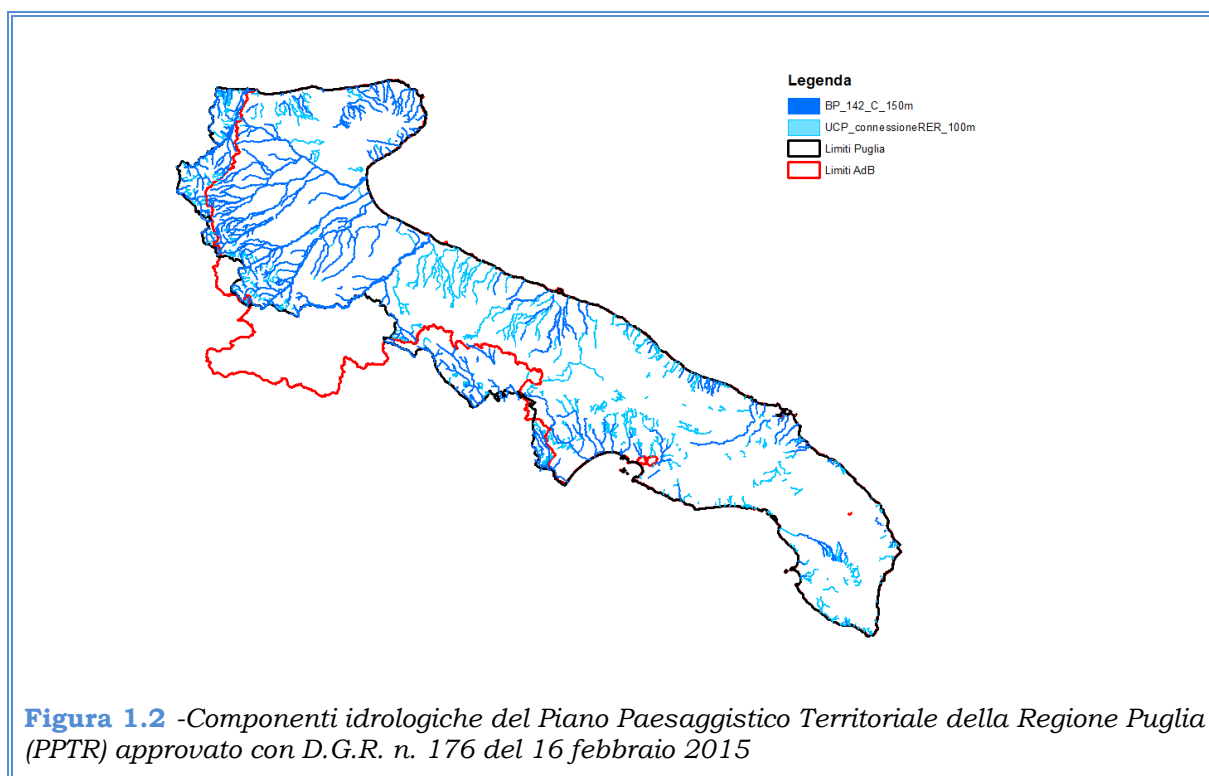 Legenda
BP_142_C_150m
UCP_connessioneRER_100m
Limiti Puglia
Limiti AdB
Figura 1.2 -Componenti idrologiche del Piano Paesaggistico Territoriale della Regione Puglia
(PPTR) approvato con D.G.R. n. 176 del 16 febbraio 2015